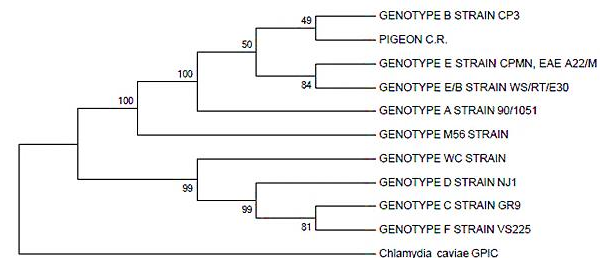 GENOTYPE B STRAIN CP3
49
PIGEON C.R.
50
GENOTYPE E STRAIN CPMN, EAE A22/M
100
84
GENOTYPE E/B STRAIN WS/RT/E30
100
GENOTYPE A STRAIN 90/1051
GENOTYPE M56 STRAIN
GENOTYPE WC STRAIN
99
GENOTYPE D STRAIN NJ1
99
GENOTYPE C STRAIN GR9
81
GENOTYPE F STRAIN VS225
Chlamydia caviae GPIC